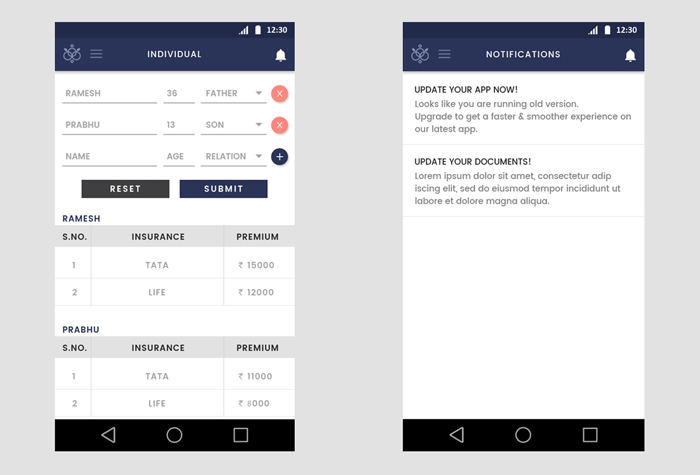 12:30
INDIVIDUAL
RAMESH 36 FATHER X
PRABHU 13 SON X
NAME AGE RELATION +
RESET SUBMIT
RAMESH
S.NO. INSURANCE PREMIUM
1 TATA ₹ 15000
2 LIFE ₹ 12000
PRABHU
S.NO. INSURANCE PREMIUM
1 TATA ₹ 11000
2 LIFE ₹ 8000
12:30
NOTIFICATIONS
UPDATE YOUR APP NOW!
Looks like you are running old version.
Upgrade to get a faster & smoother experience on
our latest app.
UPDATE YOUR DOCUMENTS!
Lorem ipsum dolor sit amet, consectetur adip
iscing elit, sed do eiusmod tempor incididunt ut
labore et dolore magna aliqua.